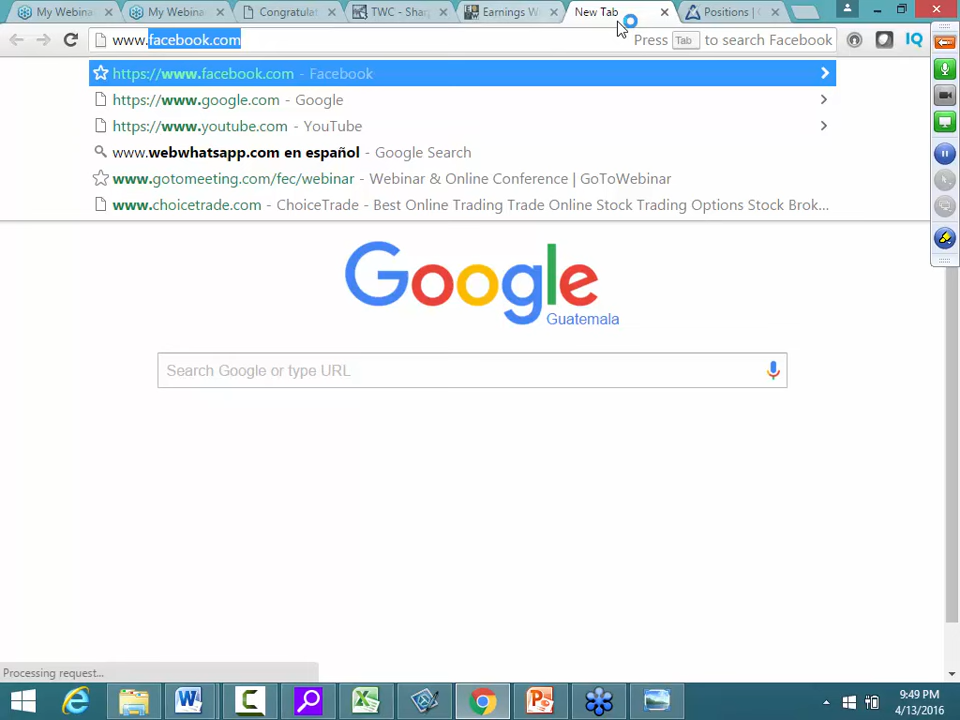 My Webina
My Webina
Congratulat
TWC - Shar
Earnings W
New Tab
Positions |
www.facebook.com
Press Tab to search Facebook
IQ
https://www.facebook.com - Facebook
https://www.google.com - Google
https://www.youtube.com - YouTube
www.webwhatsapp.com en español - Google Search
www.gotomeeting.com/fec/webinar - Webinar & Online Conference | GoToWebinar
www.choicetrade.com - ChoiceTrade - Best Online Trading Trade Online Stock Trading Options Stock Brok...
Google
Guatemala
Search Google or type URL
Processing request...
9:49 PM
4/13/2016